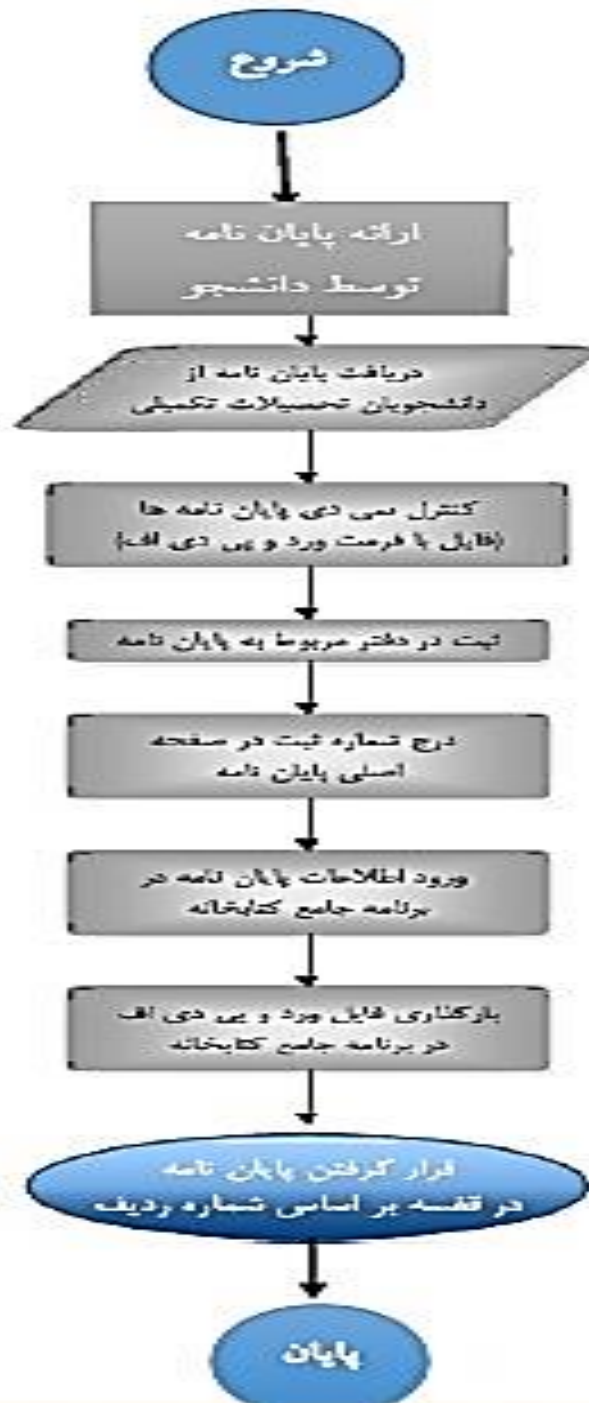 شروع
ارائه پایان نامه
توسط دانشجو
دریافت پایان نامه از
دانشجویان تحصیلات تکمیلی
کنترل سی دی پایان نامه ها
(فایل با فرمت ورد و پی دی اف)
ثبت در دفتر مربوط به پایان نامه
درج شماره ثبت در صفحه
اصلی پایان نامه
ورود اطلاعات پایان نامه در
برنامه جامع کتابخانه
بارگذاری فایل ورد و پی دی اف
در برنامه جامع کتابخانه
قرار گرفتن پایان نامه
در قفسه بر اساس شماره ردیف
پایان